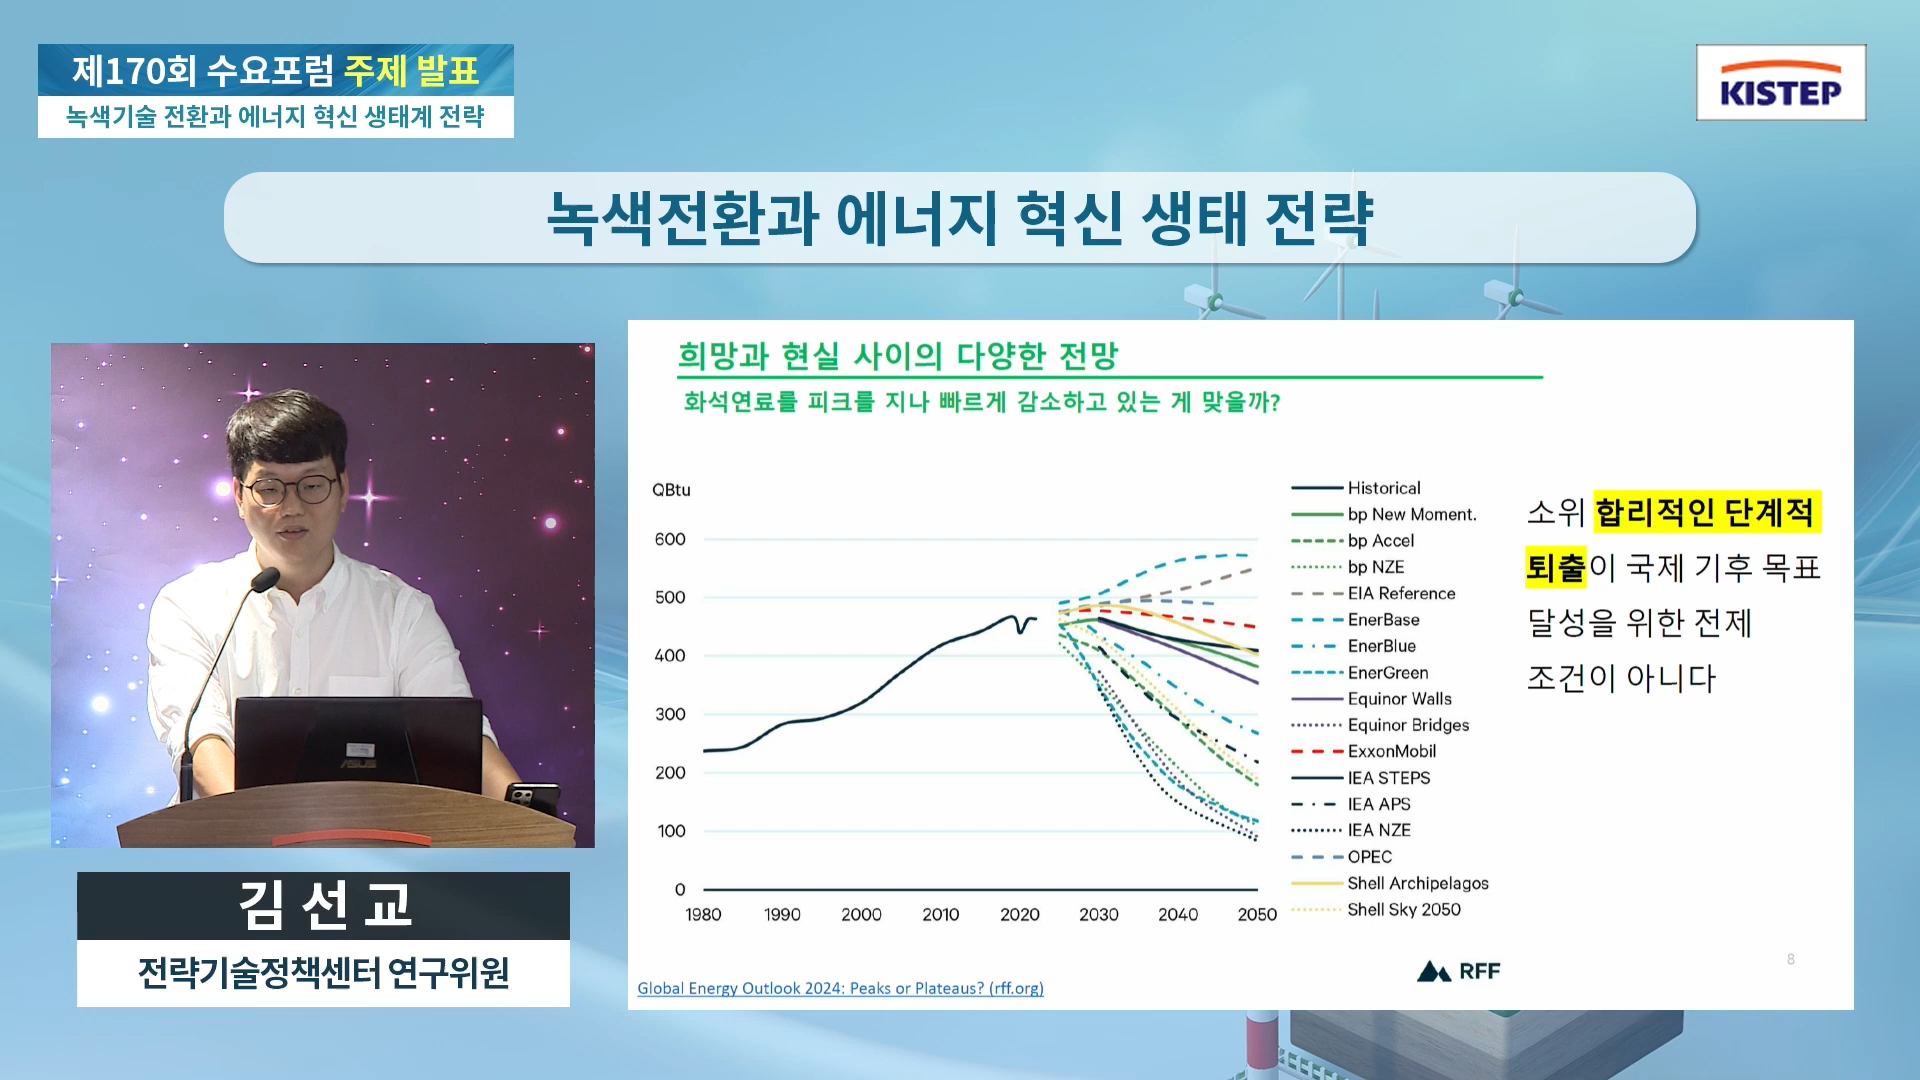 제170회 수요포럼 주제 발표
녹색기술 전환과 에너지 혁신 생태계 전략
KISTEP
녹색전환과 에너지 혁신 생태 전략
희망과 현실 사이의 다양한 전망
화석연료를 피크를 지나 빠르게 감소하고 있는 게 맞을까?
QBtu
600
500
400
300
200
100
0
1980 1990 2000 2010 2020 2030 2040 2050
Historical
bp New Moment.
bp Accel
bp NZE
EIA Reference
EnerBase
EnerBlue
EnerGreen
Equinor Walls
Equinor Bridges
ExxonMobil
IEA STEPS
IEA APS
IEA NZE
OPEC
Shell Archipelagos
Shell Sky 2050
소위 합리적인 단계적
퇴출이 국제 기후 목표
달성을 위한 전제
조건이 아니다
RFF
8
Global Energy Outlook 2024: Peaks or Plateaus? (rff.org)
ASUS
김선교
전략기술정책센터 연구위원